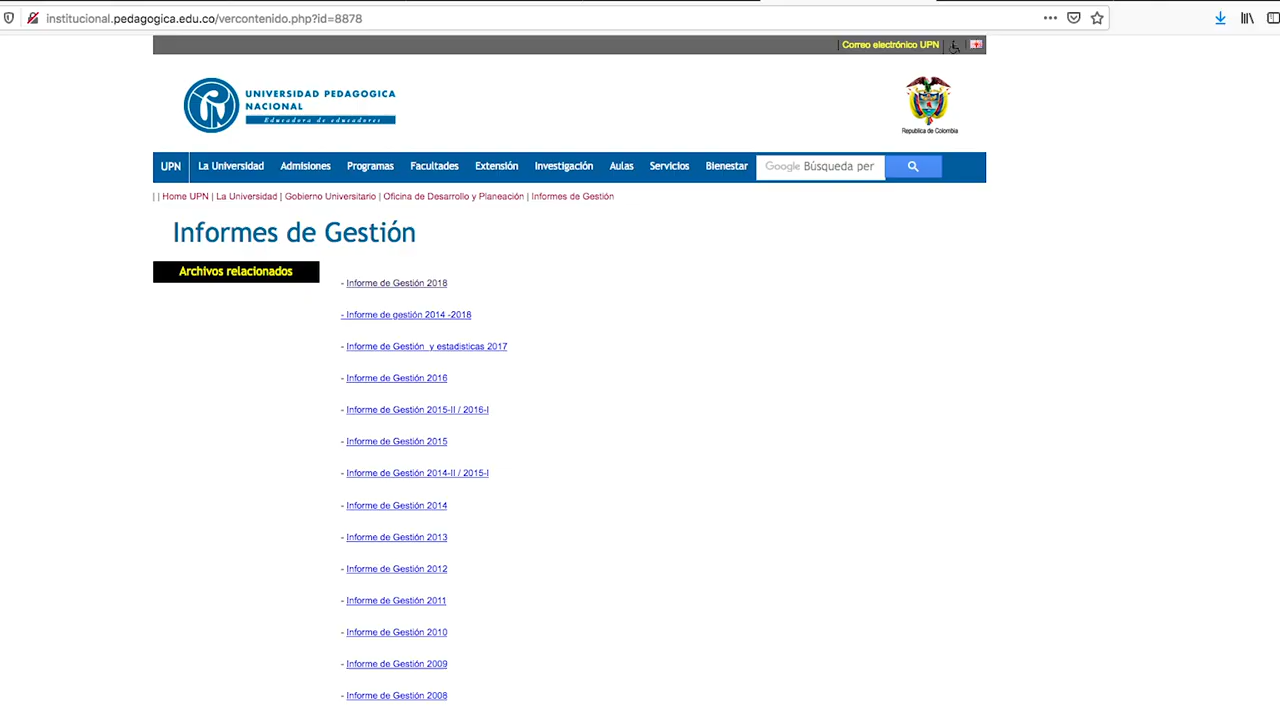 institucional.pedagogica.edu.co/vercontenido.php?id=8878
| Correo electrónico UPN | |
UNIVERSIDAD PEDAGOGICA
NACIONAL
Educadora de educadores
República de Colombia
UPN La Universidad Admisiones Programas Facultades Extensión Investigación Aulas Servicios Bienestar Google Búsqueda per
| | Home UPN | La Universidad | Gobierno Universitario | Oficina de Desarrollo y Planeación | Informes de Gestión
Informes de Gestión
Archivos relacionados
- Informe de Gestión 2018
- Informe de gestión 2014 -2018
- Informe de Gestión y estadisticas 2017
- Informe de Gestión 2016
- Informe de Gestión 2015-II / 2016-I
- Informe de Gestión 2015
- Informe de Gestión 2014-II / 2015-I
- Informe de Gestión 2014
- Informe de Gestión 2013
- Informe de Gestión 2012
- Informe de Gestión 2011
- Informe de Gestión 2010
- Informe de Gestión 2009
- Informe de Gestión 2008